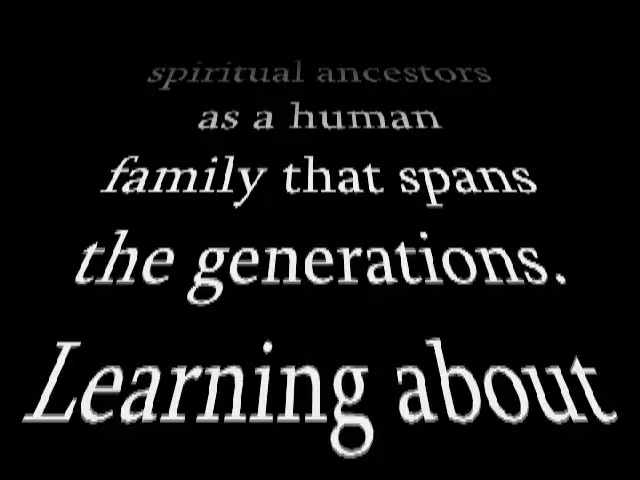 spiritual ancestors
as a human
family that spans
the generations.
Learning about